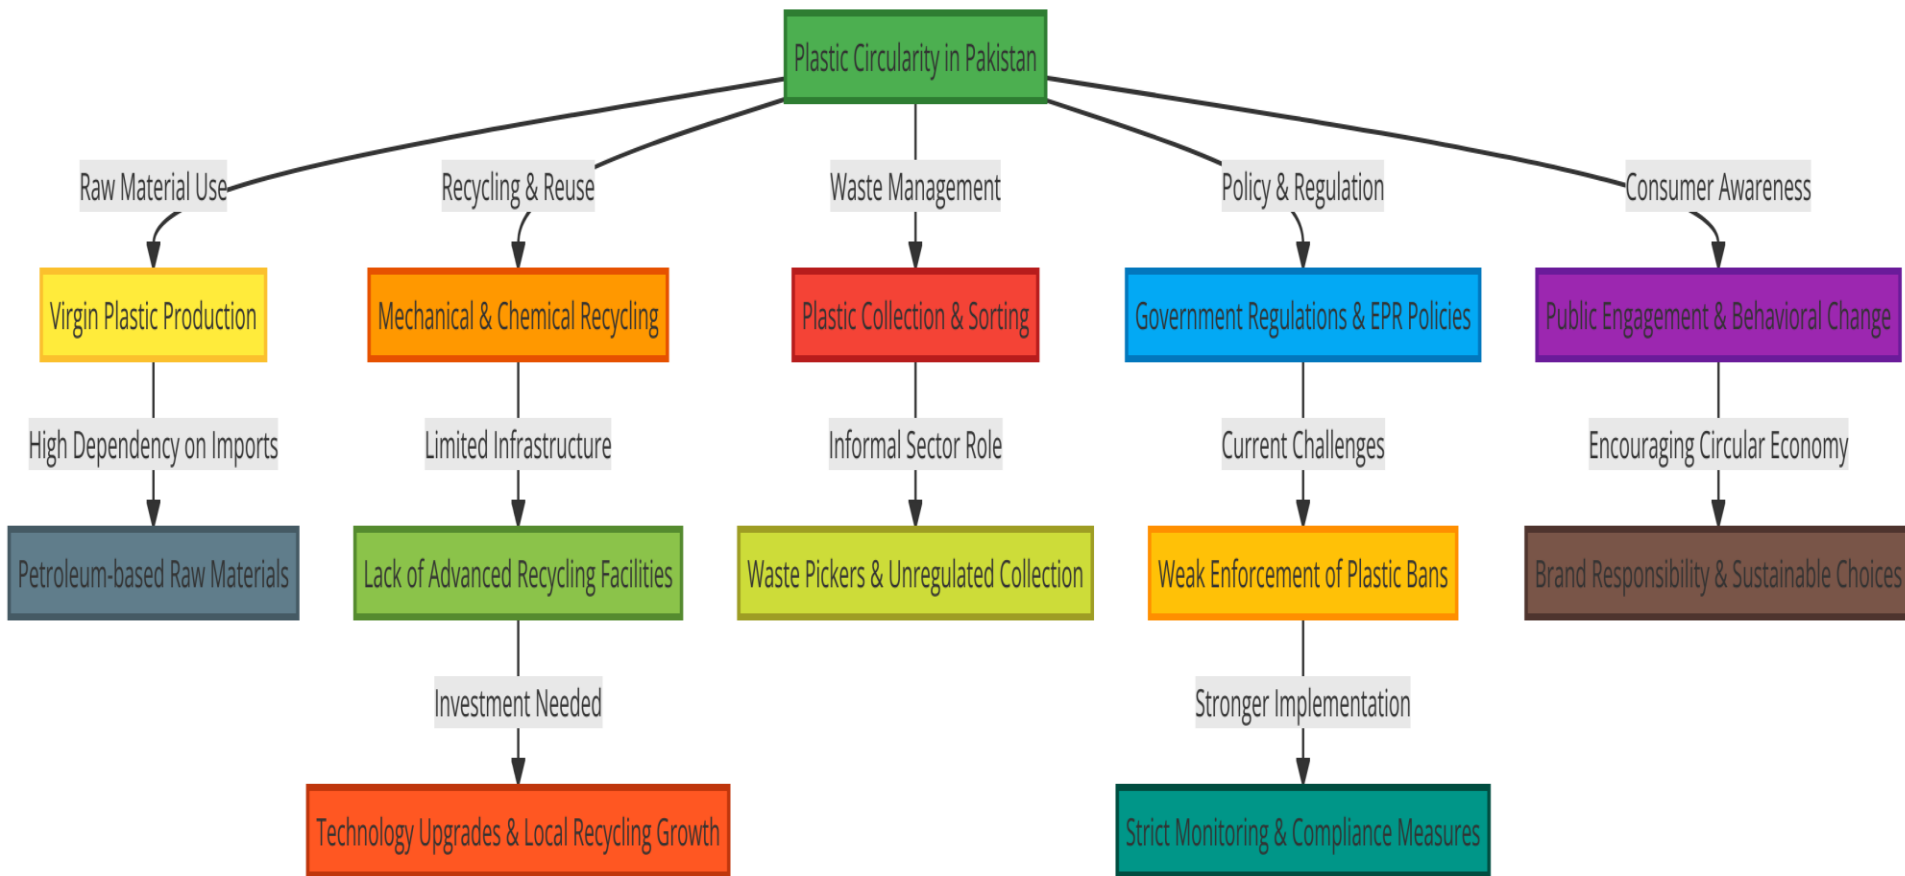 Plastic Circularity in Pakistan
Raw Material Use
Recycling & Reuse
Waste Management
Policy & Regulation
Consumer Awareness
Virgin Plastic Production
Mechanical & Chemical Recycling
Plastic Collection & Sorting
Government Regulations & EPR Policies
Public Engagement & Behavioral Change
High Dependency on Imports
Limited Infrastructure
Informal Sector Role
Current Challenges
Encouraging Circular Economy
Petroleum-based Raw Materials
Lack of Advanced Recycling Facilities
Waste Pickers & Unregulated Collection
Weak Enforcement of Plastic Bans
Brand Responsibility & Sustainable Choices
Investment Needed
Stronger Implementation
Technology Upgrades & Local Recycling Growth
Strict Monitoring & Compliance Measures